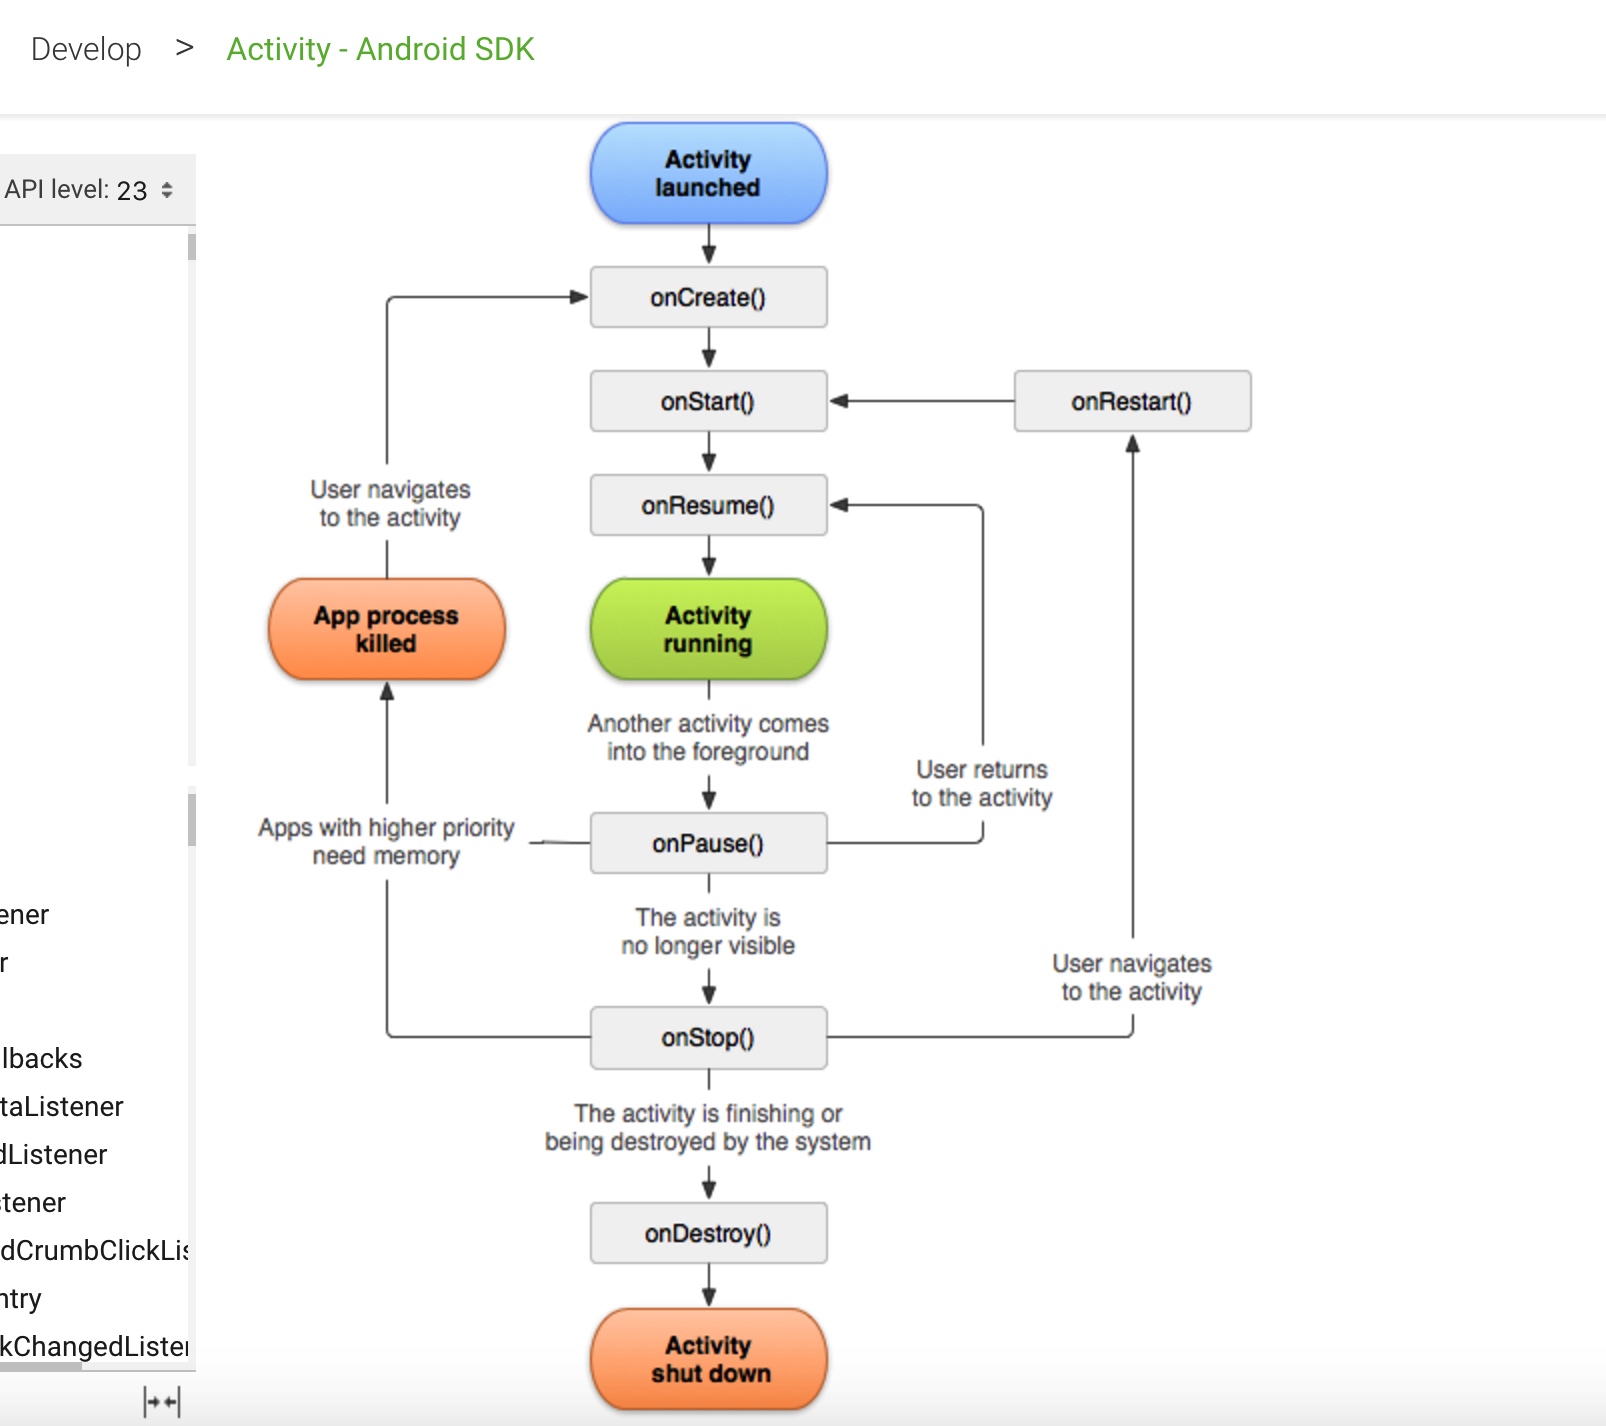 Develop > Activity - Android SDK
API level: 23
Activity
launched
onCreate()
onStart()
onRestart()
User navigates
to the activity
onResume()
App process
killed
Activity
running
Another activity comes
into the foreground
User returns
to the activity
Apps with higher priority
need memory
onPause()
The activity is
no longer visible
User navigates
to the activity
onStop()
The activity is finishing or
being destroyed by the system
onDestroy()
Activity
shut down
ener
r
lbacks
taListener
dListener
stener
dCrumbClickLis
ntry
kChangedListen